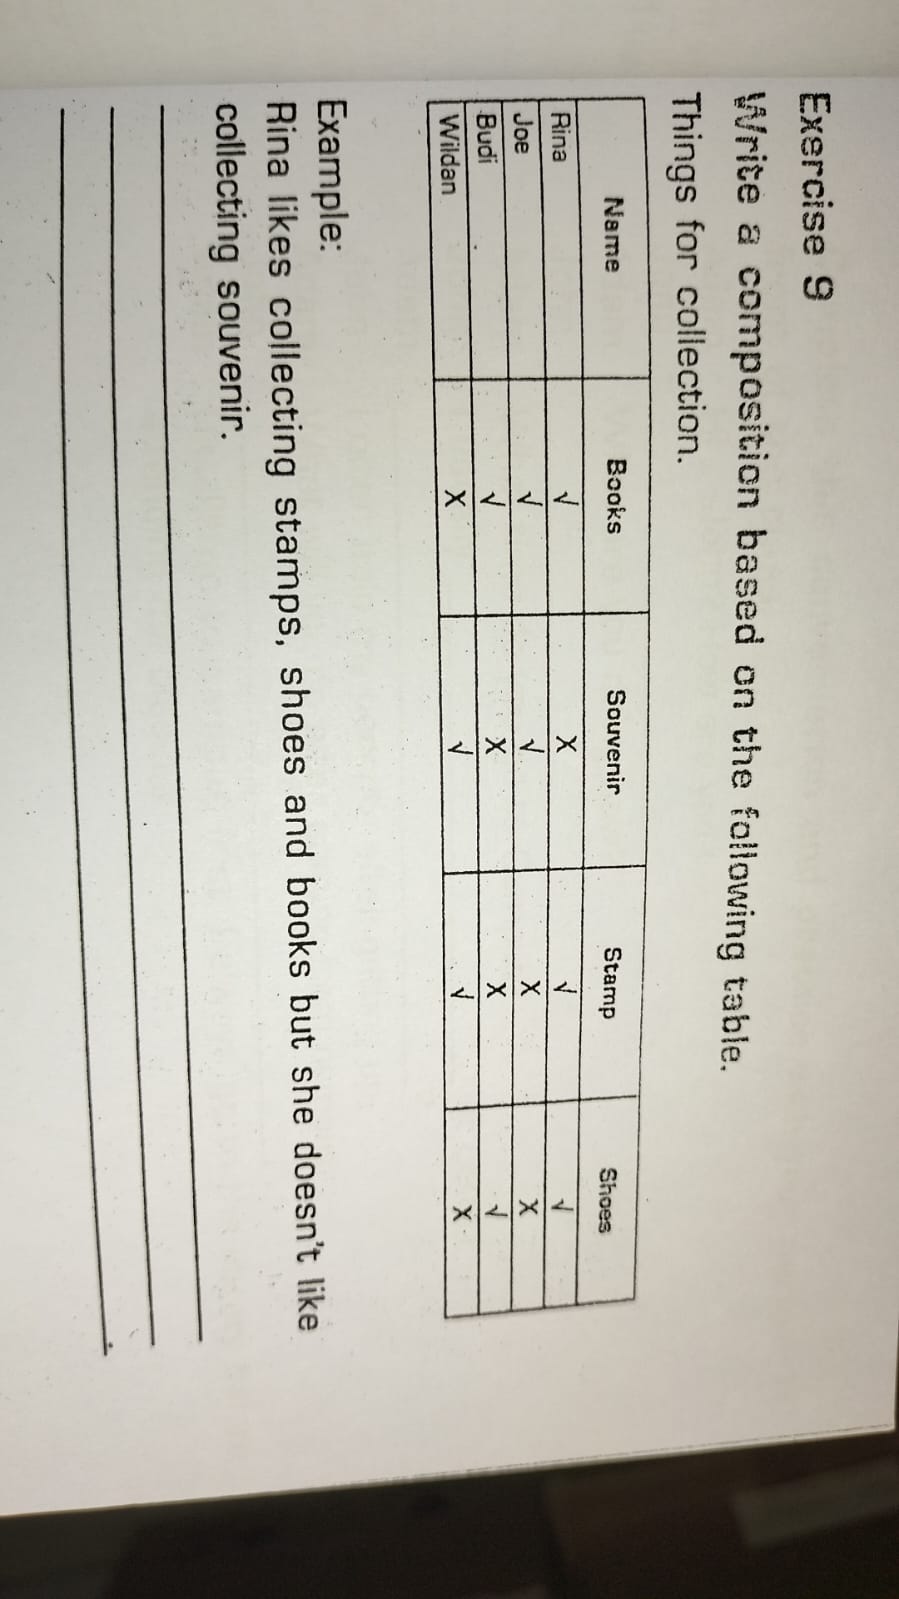 Exercise 9
Write a composition based on the following table.
Things for collection.
Name Books Souvenir Stamp Shoes
Rina √ X √ √
Joe √ √ X X
Budi √ X X √
Wildan X √ √ X
Example:
Rina likes collecting stamps, shoes and books but she doesn't like
collecting souvenir.